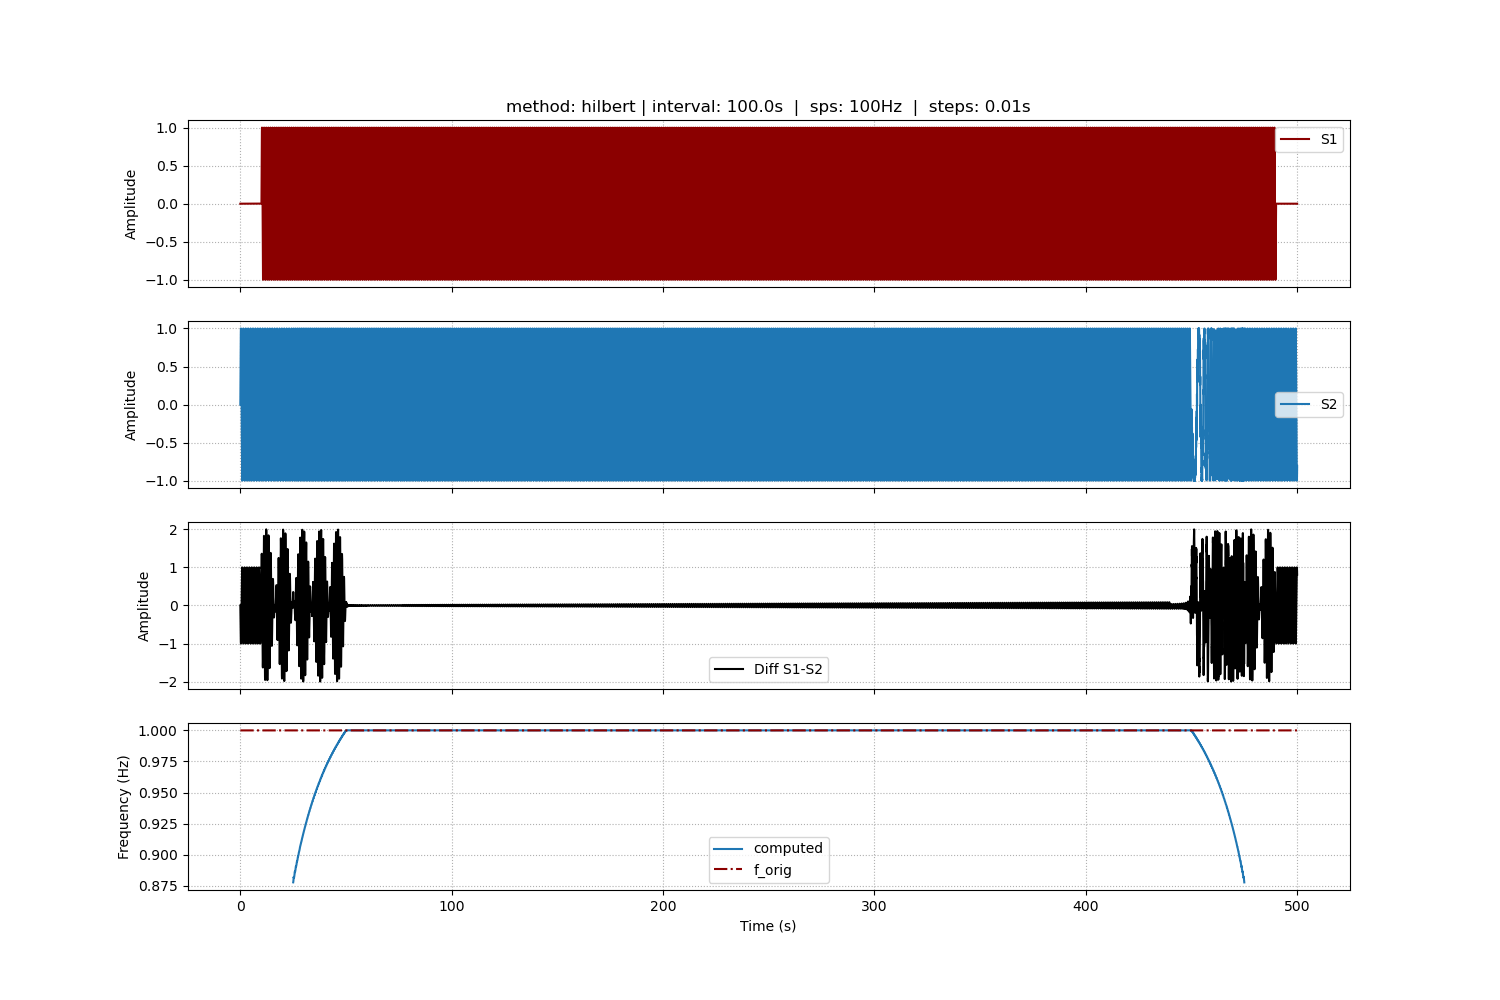 method: hilbert | interval: 100.0s  |  sps: 100Hz  |  steps: 0.01s
1.0
0.5
0.0
−0.5
−1.0
Amplitude
S1
1.0
0.5
0.0
−0.5
−1.0
Amplitude
S2
2
1
0
−1
−2
Amplitude
Diff S1-S2
1.000
0.975
0.950
0.925
0.900
0.875
Frequency (Hz)
computed
f_orig
0 100 200 300 400 500
Time (s)